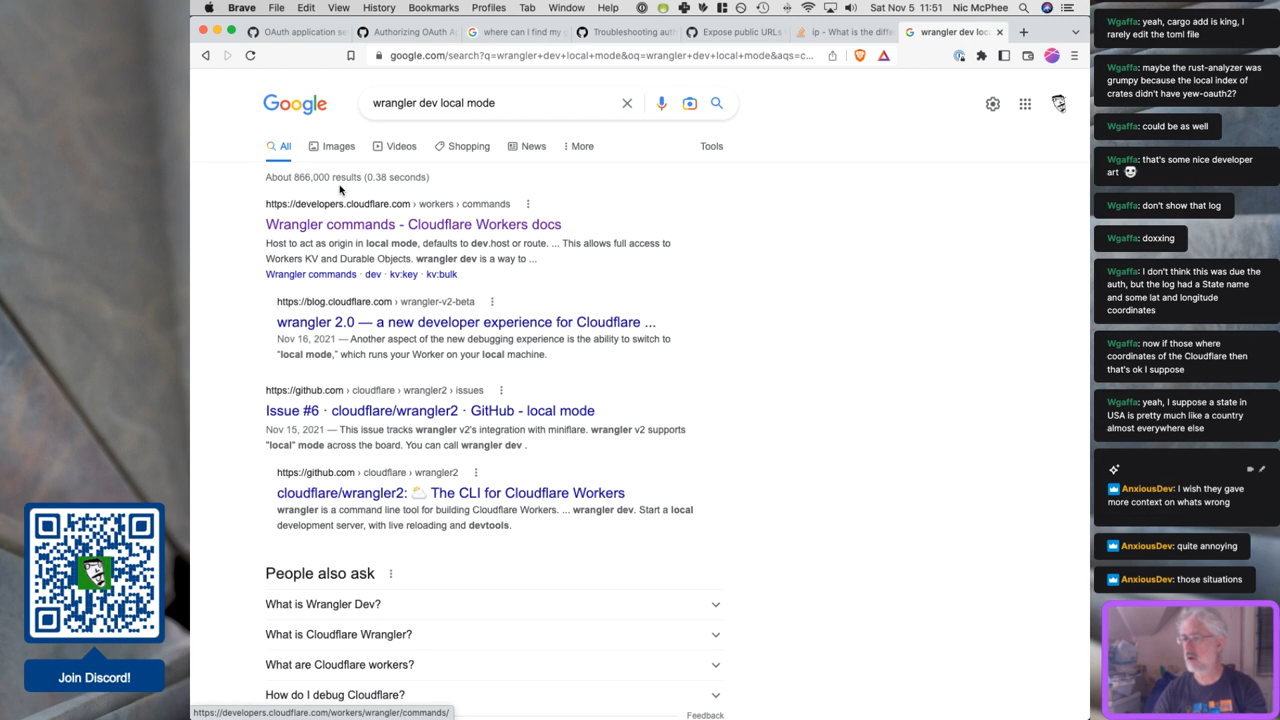 Brave File Edit View History Bookmarks Profiles Tab Window Help Sat Nov 5 11:51 Nic McPhee
OAuth application se
Authorizing OAuth Ap
where can I find my g
Troubleshooting aut
Expose public URLs
ip - What is the diffe
wrangler dev loc
google.com/search?q=wrangler+dev+local+mode&oq=wrangler+dev+local+mode&aqs=c...
Google
wrangler dev local mode
All Images Videos Shopping News More Tools
About 866,000 results (0.38 seconds)
https://developers.cloudflare.com › workers › commands
Wrangler commands - Cloudflare Workers docs
Host to act as origin in local mode, defaults to dev.host or route. ... This allows full access to
Workers KV and Durable Objects. wrangler dev is a way to ...
Wrangler commands · dev · kv:key · kv:bulk
https://blog.cloudflare.com › wrangler-v2-beta
wrangler 2.0 — a new developer experience for Cloudflare ...
Nov 16, 2021 — Another aspect of the new debugging experience is the ability to switch to
"local mode," which runs your Worker on your local machine.
https://github.com › cloudflare › wrangler2 › issues
Issue #6 · cloudflare/wrangler2 · GitHub - local mode
Nov 15, 2021 — This issue tracks wrangler v2's integration with miniflare. wrangler v2 supports
"local" mode across the board. You can call wrangler dev .
https://github.com › cloudflare › wrangler2
cloudflare/wrangler2: ⛅ The CLI for Cloudflare Workers
wrangler is a command line tool for building Cloudflare Workers. ... wrangler dev. Start a local
development server, with live reloading and devtools.
People also ask
What is Wrangler Dev?
What is Cloudflare Wrangler?
What are Cloudflare workers?
How do I debug Cloudflare?
Feedback
https://developers.cloudflare.com/workers/wrangler/commands/
Join Discord!
Wgaffa: yeah, cargo add is king, I
rarely edit the toml file
Wgaffa: maybe the rust-analyzer was
grumpy because the local index of
crates didn't have yew-oauth2?
Wgaffa: could be as well
Wgaffa: that's some nice developer
art
Wgaffa: don't show that log
Wgaffa: doxxing
Wgaffa: I don't think this was due the
auth, but the log had a State name
and some lat and longitude
coordinates
Wgaffa: now if those where
coordinates of the Cloudflare then
that's ok I suppose
Wgaffa: yeah, I suppose a state in
USA is pretty much like a country
almost everywhere else
AnxiousDev: I wish they gave
more context on whats wrong
AnxiousDev: quite annoying
AnxiousDev: those situations